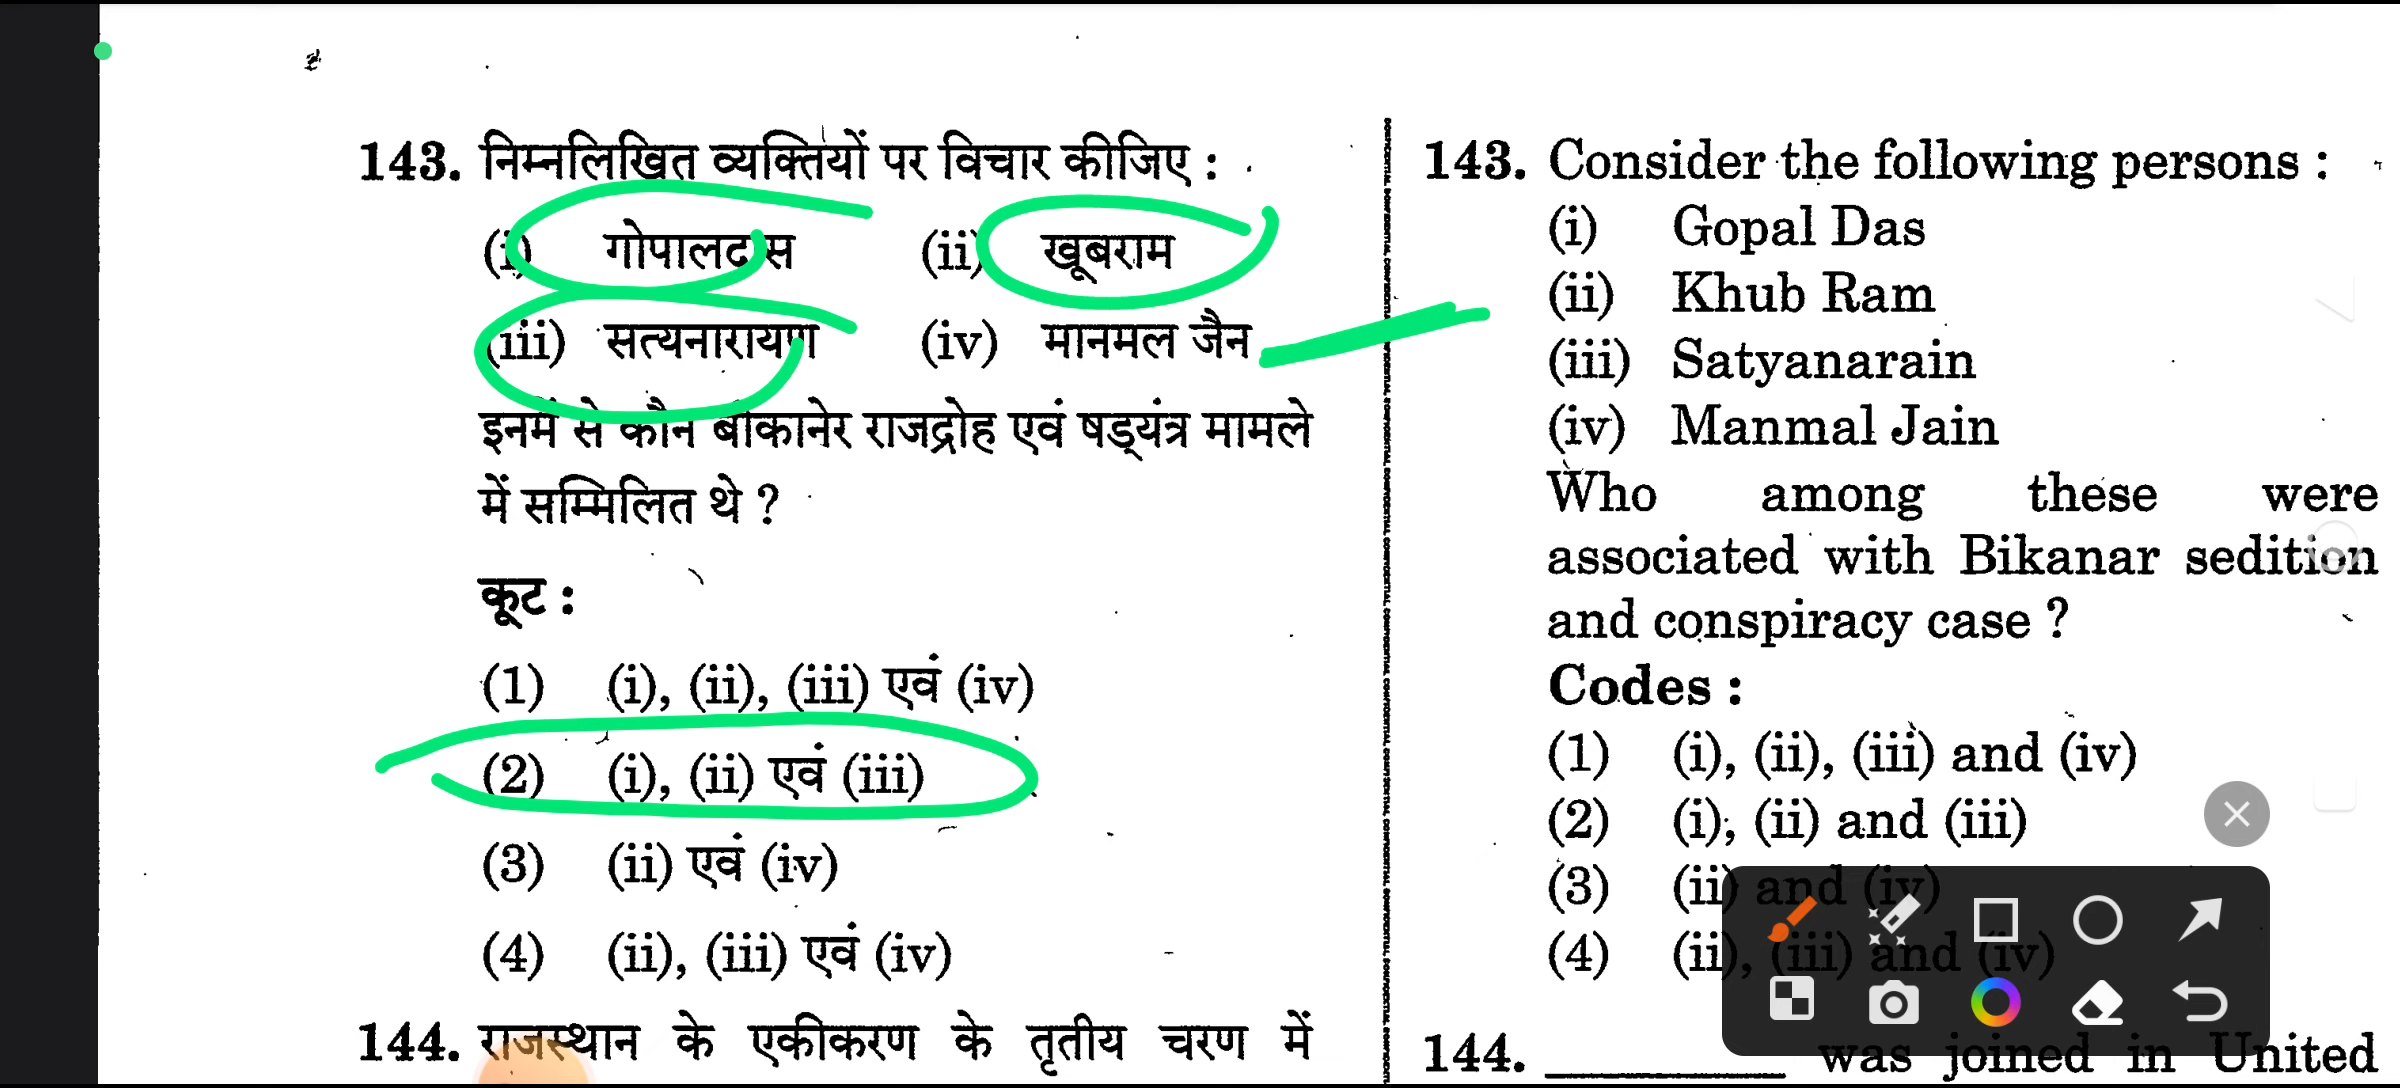 143. निम्नलिखित व्यक्तियों पर विचार कीजिए :
(i) गोपालदास (ii) खूबराम
(iii) सत्यनारायण (iv) मानमल जैन
इनमें से कौन बीकानेर राजद्रोह एवं षड्यंत्र मामले
में सम्मिलित थे ?
कूट :
(1) (i), (ii), (iii) एवं (iv)
(2) (i), (ii) एवं (iii)
(3) (ii) एवं (iv)
(4) (ii), (iii) एवं (iv)
144. राजस्थान के एकीकरण के तृतीय चरण में
143. Consider the following persons :
(i) Gopal Das
(ii) Khub Ram
(iii) Satyanarain
(iv) Manmal Jain
Who among these were
associated with Bikanar sedition
and conspiracy case ?
Codes :
(1) (i), (ii), (iii) and (iv)
(2) (i), (ii) and (iii)
(3) (ii) and (iv)
(4) (ii), (iii) and (iv)
144. ________ was joined in United